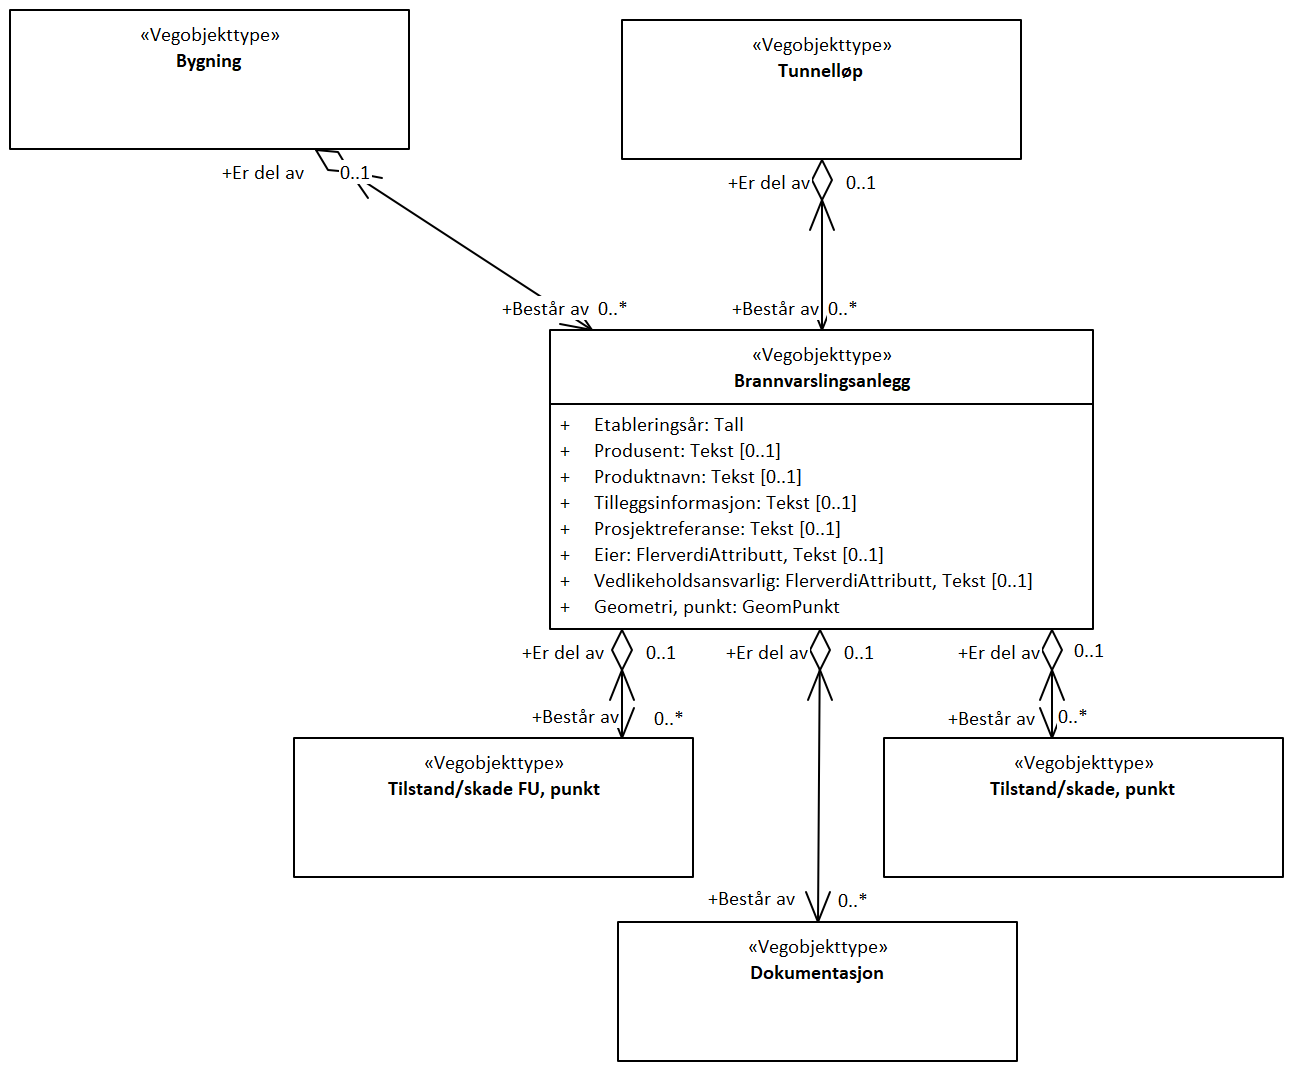 «Vegobjekttype»
Bygning
«Vegobjekttype»
Tunnelløp
+Er del av 0..1
+Er del av 0..1
+Består av 0..*
+Består av 0..*
«Vegobjekttype»
Brannvarslingsanlegg
+ Etableringsår: Tall
+ Produsent: Tekst [0..1]
+ Produktnavn: Tekst [0..1]
+ Tilleggsinformasjon: Tekst [0..1]
+ Prosjektreferanse: Tekst [0..1]
+ Eier: FlerverdiAttributt, Tekst [0..1]
+ Vedlikeholdsansvarlig: FlerverdiAttributt, Tekst [0..1]
+ Geometri, punkt: GeomPunkt
+Er del av 0..1
+Er del av 0..1
+Er del av 0..1
+Består av 0..*
+Består av 0..*
«Vegobjekttype»
Tilstand/skade FU, punkt
«Vegobjekttype»
Tilstand/skade, punkt
+Består av 0..*
«Vegobjekttype»
Dokumentasjon